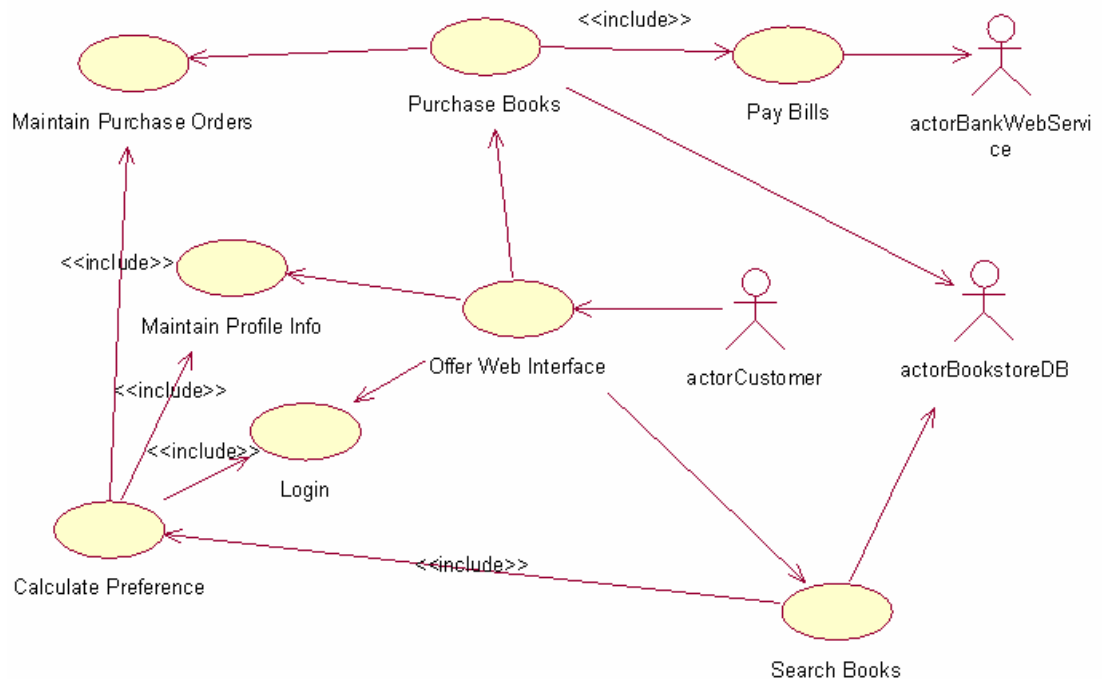 <<include>>
Purchase Books
Pay Bills
Maintain Purchase Orders
actorBankWebServi
ce
<<include>>
Maintain Profile Info
Offer Web Interface
actorCustomer
actorBookstoreDB
<<include>>
<<include>>
Login
<<include>>
Calculate Preference
Search Books